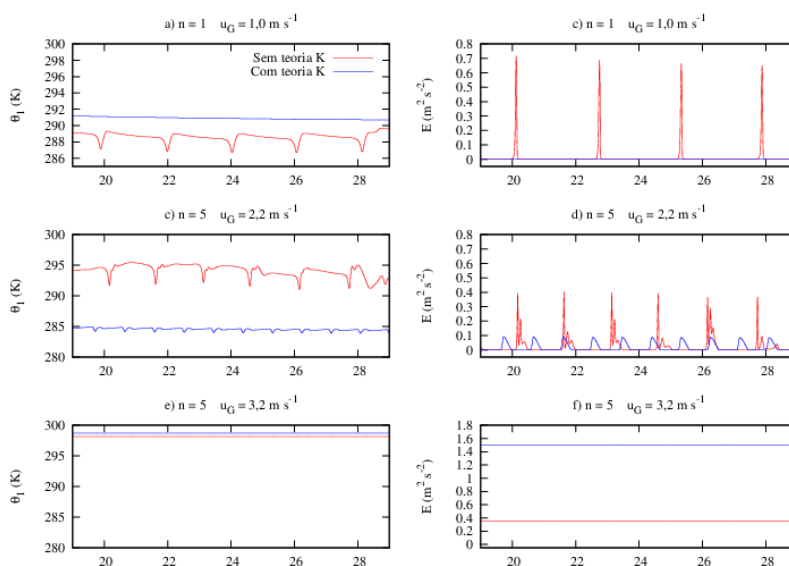 a) n = 1 u_G = 1,0 m s^-1
300
298
296
294
292
290
288
286
θ_1 (K)
Sem teoria K
Com teoria K
20 22 24 26 28
c) n = 1 u_G = 1,0 m s^-1
0.8
0.7
0.6
0.5
0.4
0.3
0.2
0.1
0
E (m^2 s^-2)
20 22 24 26 28
c) n = 5 u_G = 2,2 m s^-1
300
295
290
285
280
θ_1 (K)
20 22 24 26 28
d) n = 5 u_G = 2,2 m s^-1
0.8
0.7
0.6
0.5
0.4
0.3
0.2
0.1
0
E (m^2 s^-2)
20 22 24 26 28
e) n = 5 u_G = 3,2 m s^-1
300
295
290
285
280
θ_1 (K)
20 22 24 26 28
f) n = 5 u_G = 3,2 m s^-1
1.8
1.6
1.4
1.2
1
0.8
0.6
0.4
0.2
0
E (m^2 s^-2)
20 22 24 26 28